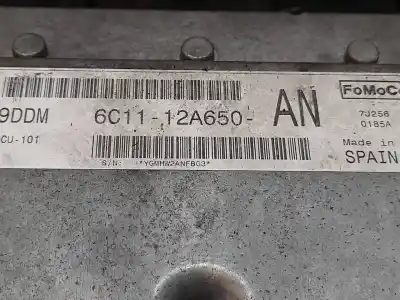 9DDM 6C11-12A650- AN FoMoCo
CU-101
7J256
0185A
Made in
SPAIN
S/N: